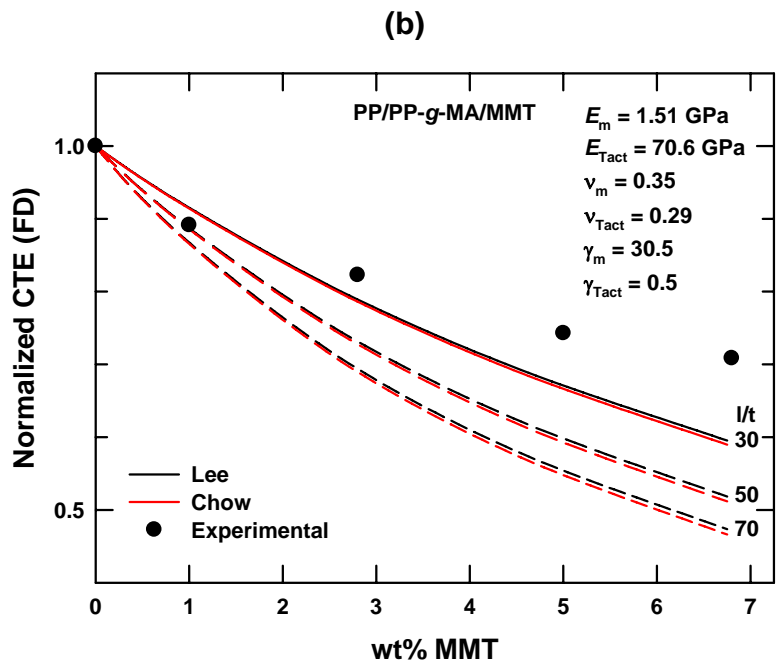 (b)
PP/PP-g-MA/MMT
E_m = 1.51 GPa
E_Tact = 70.6 GPa
ν_m = 0.35
ν_Tact = 0.29
γ_m = 30.5
γ_Tact = 0.5
Normalized CTE (FD)
1.0
0.5
l/t
30
50
70
Lee
Chow
Experimental
0 1 2 3 4 5 6 7
wt% MMT